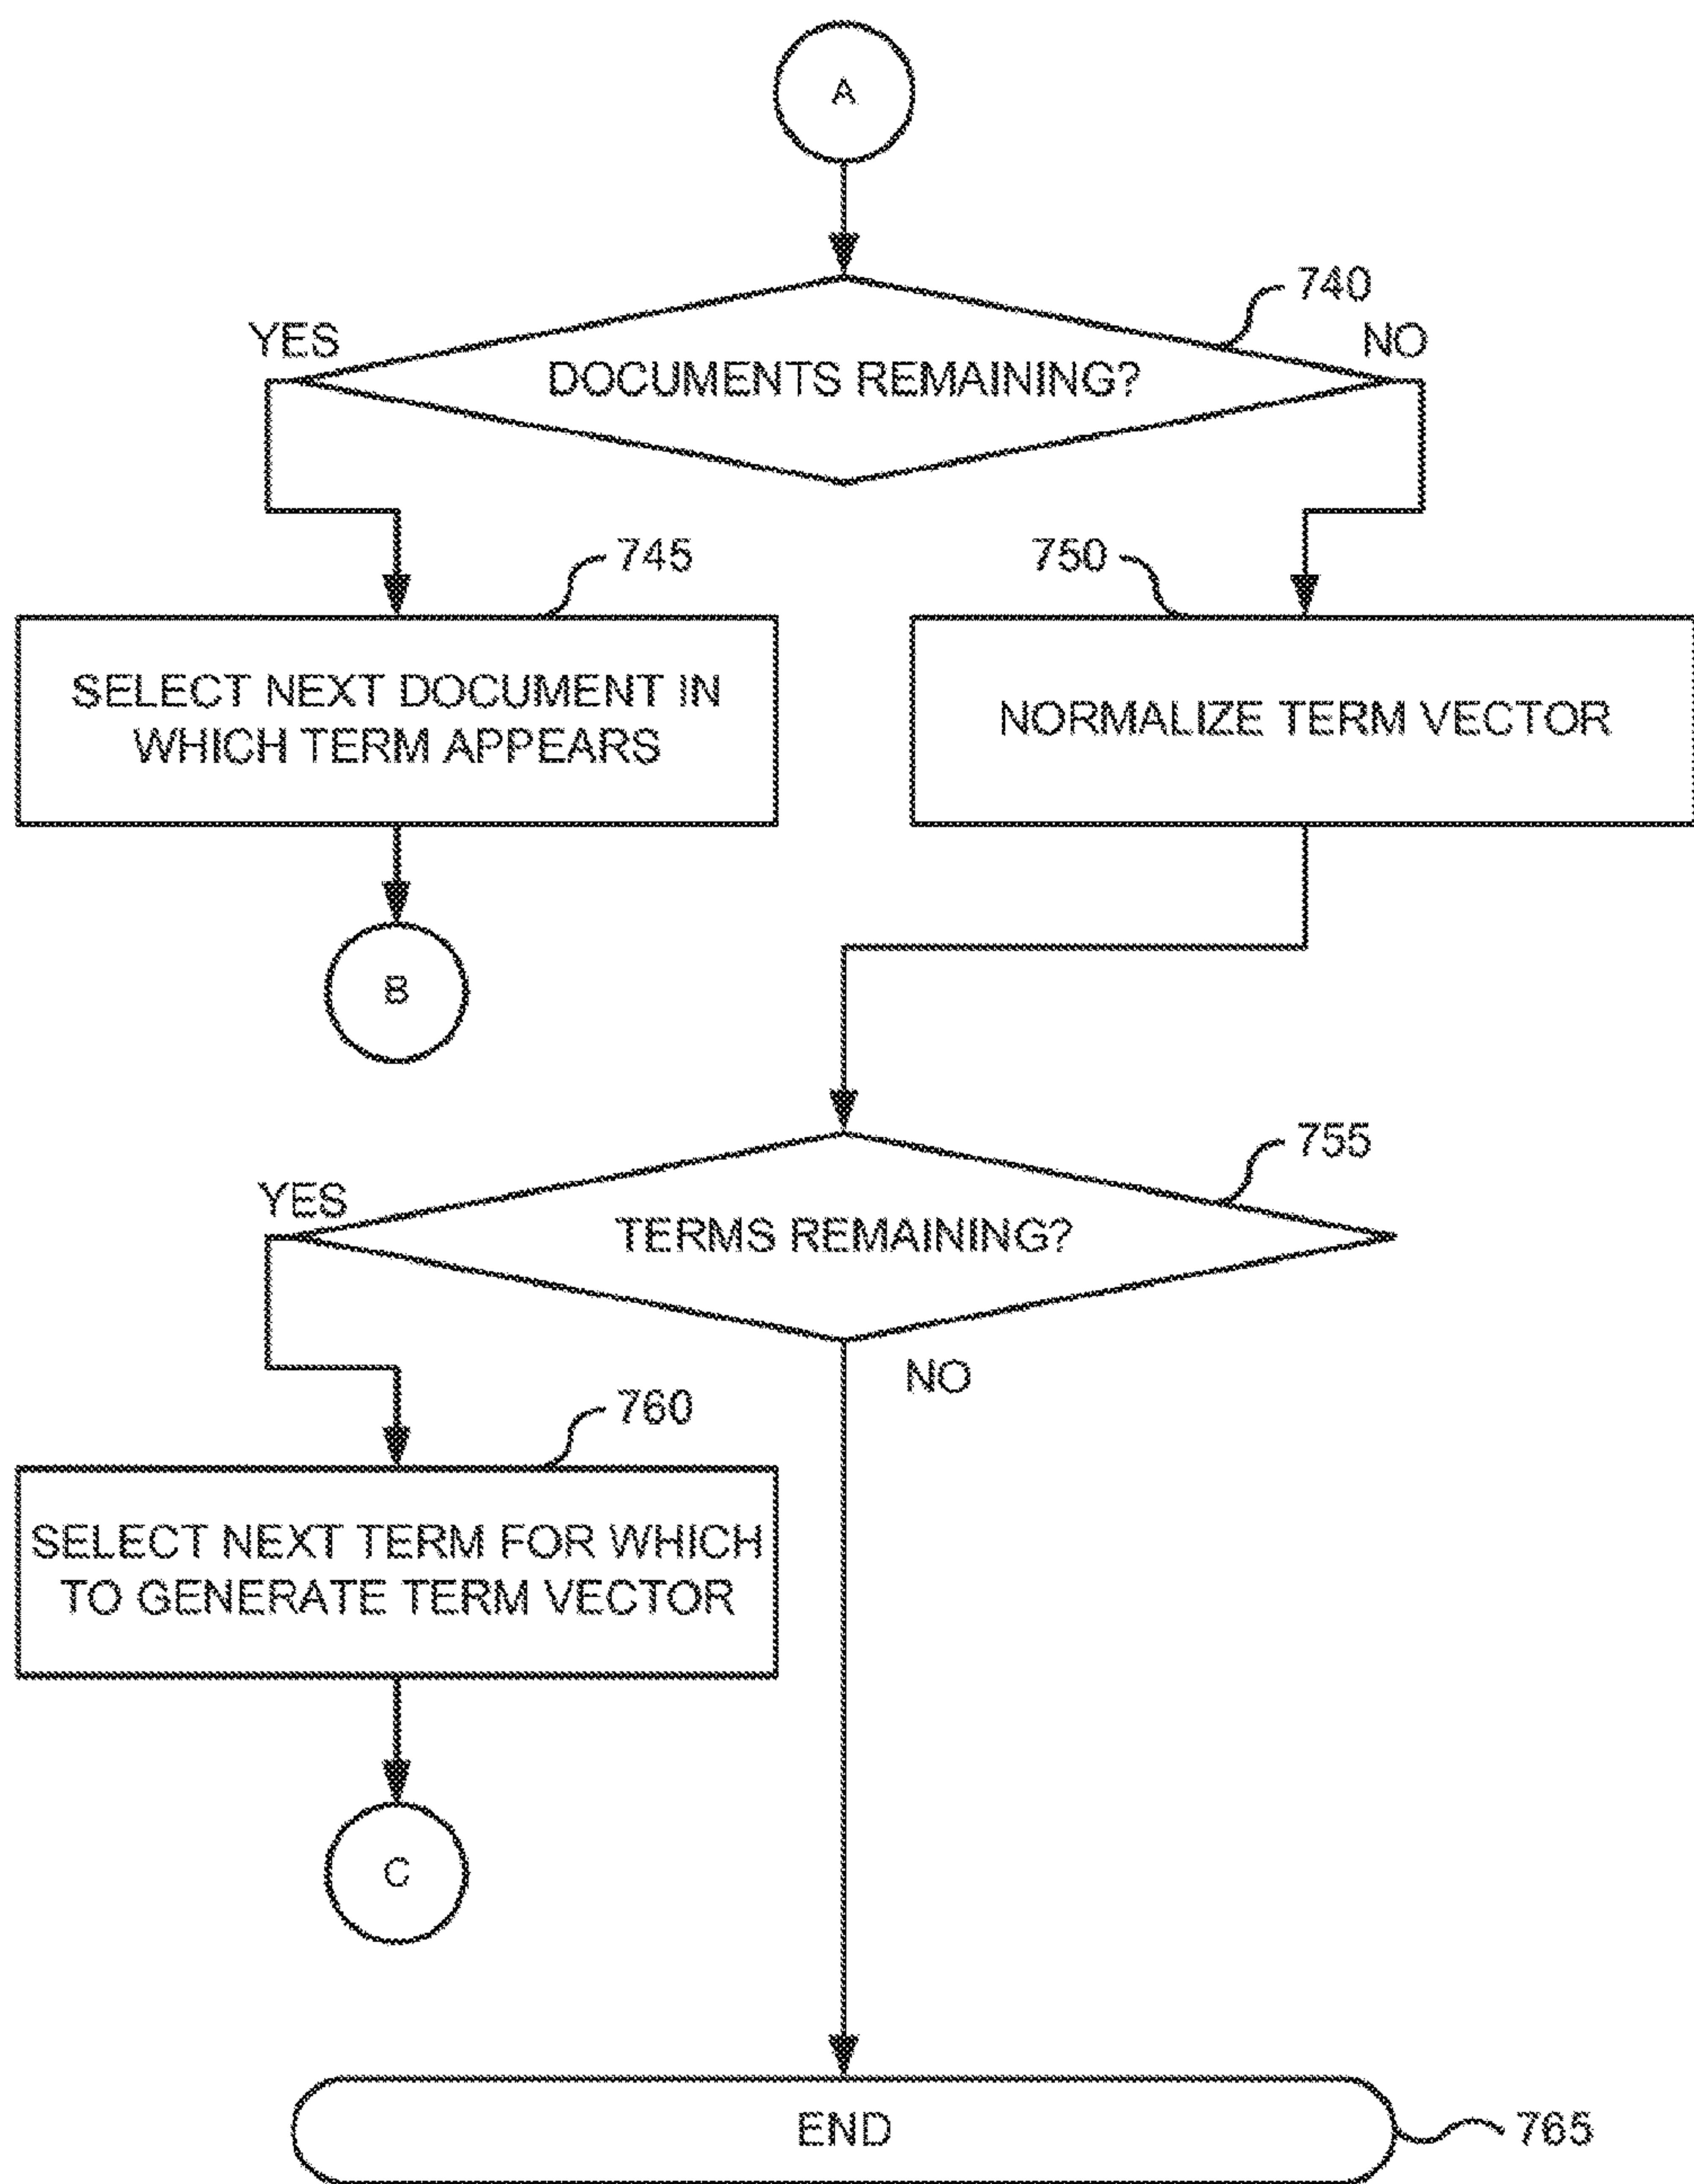 A
740
YES
NO
DOCUMENTS REMAINING?
745
750
SELECT NEXT DOCUMENT IN
WHICH TERM APPEARS
NORMALIZE TERM VECTOR
B
755
YES
TERMS REMAINING?
NO
760
SELECT NEXT TERM FOR WHICH
TO GENERATE TERM VECTOR
C
END
765